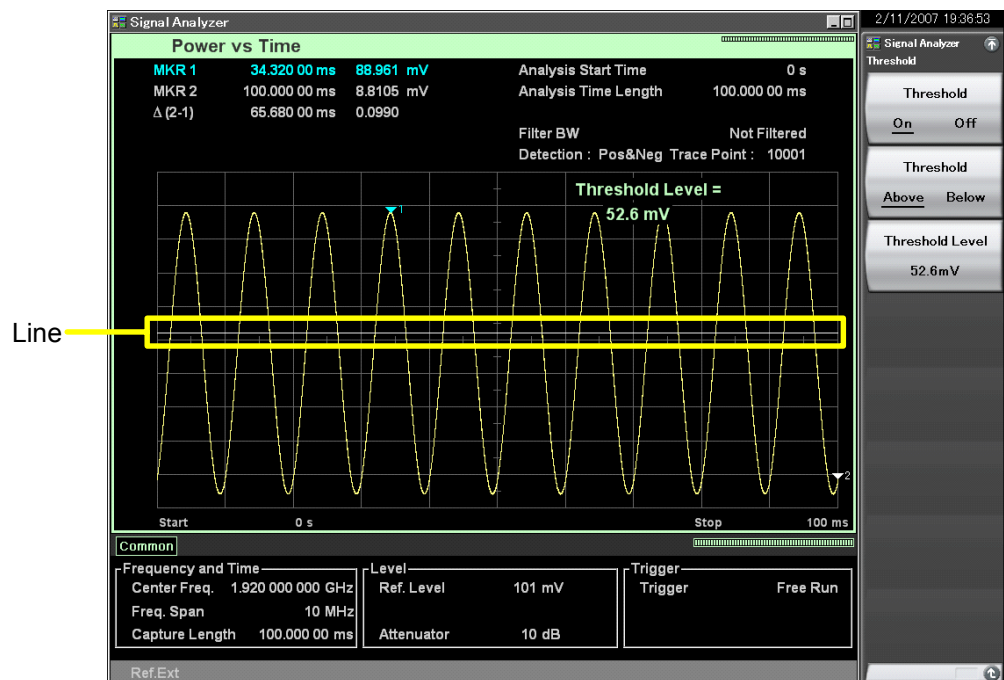 Signal Analyzer
2/11/2007 19:36:53
Power vs Time
MKR 1 34.320 00 ms 88.961 mV
MKR 2 100.000 00 ms 8.8105 mV
Δ (2-1) 65.680 00 ms 0.0990
Analysis Start Time 0 s
Analysis Time Length 100.000 00 ms
Filter BW Not Filtered
Detection : Pos&Neg Trace Point : 10001
Threshold Level =
52.6 mV
1
Line
2
Start 0 s Stop 100 ms
Common
Frequency and Time
Center Freq. 1.920 000 000 GHz
Freq. Span 10 MHz
Capture Length 100.000 00 ms
Level
Ref. Level 101 mV
Attenuator 10 dB
Trigger
Trigger Free Run
Ref.Ext
Signal Analyzer
Threshold
Threshold
On Off
Threshold
Above Below
Threshold Level
52.6mV